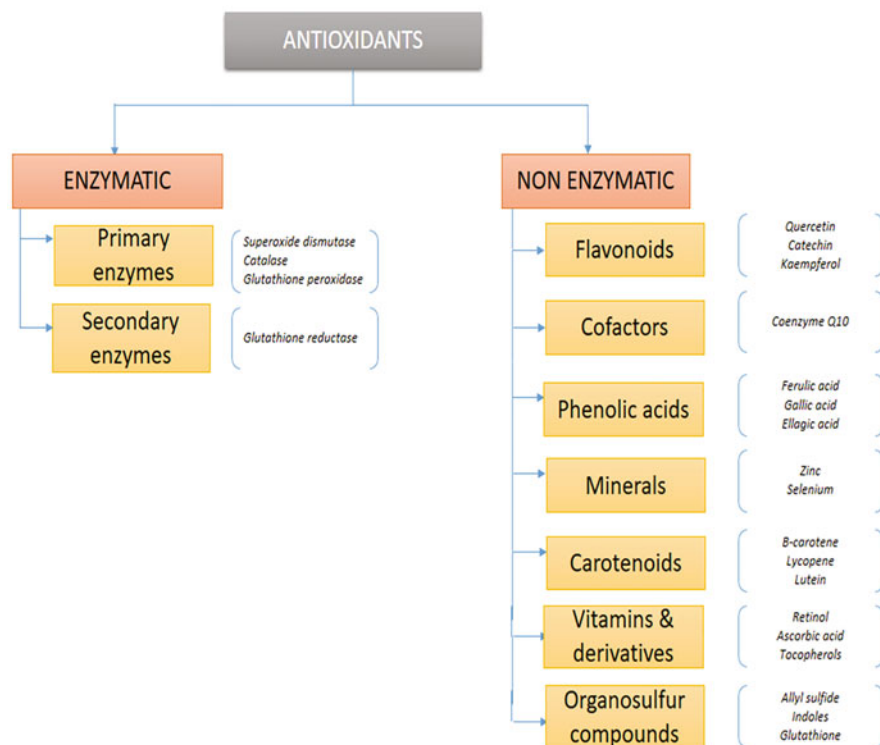 ANTIOXIDANTS
ENZYMATIC
Primary
enzymes
Superoxide dismutase
Catalase
Glutathione peroxidase
Secondary
enzymes
Glutathione reductase
NON ENZYMATIC
Flavonoids
Quercetin
Catechin
Kaempferol
Cofactors
Coenzyme Q10
Phenolic acids
Ferulic acid
Gallic acid
Ellagic acid
Minerals
Zinc
Selenium
Carotenoids
B-carotene
Lycopene
Lutein
Vitamins &
derivatives
Retinol
Ascorbic acid
Tocopherols
Organosulfur
compounds
Allyl sulfide
Indoles
Glutathione